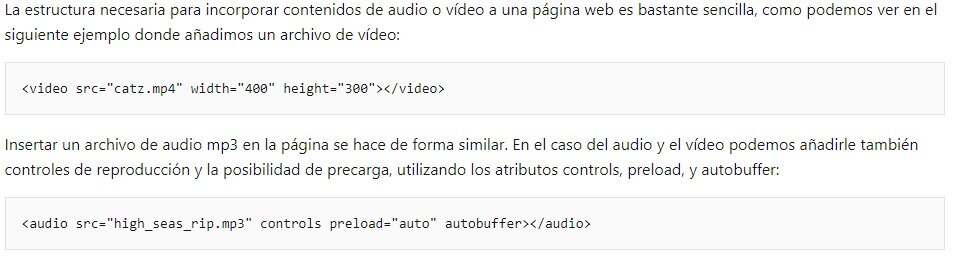 La estructura necesaria para incorporar contenidos de audio o vídeo a una página web es bastante sencilla, como podemos ver en el
siguiente ejemplo donde añadimos un archivo de vídeo:
<video src="catz.mp4" width="400" height="300"></video>
Insertar un archivo de audio mp3 en la página se hace de forma similar. En el caso del audio y el vídeo podemos añadirle también
controles de reproducción y la posibilidad de precarga, utilizando los atributos controls, preload, y autobuffer:
<audio src="high_seas_rip.mp3" controls preload="auto" autobuffer></audio>